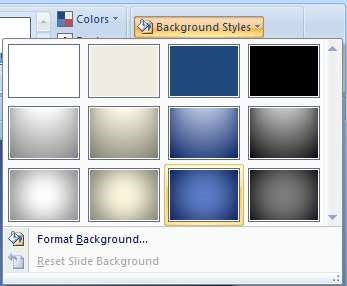 Colors
Background Styles
Format Background...
Reset Slide Background